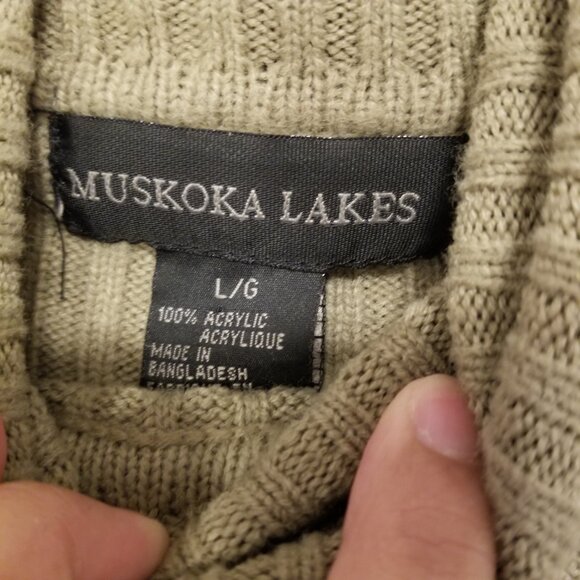 MUSKOKA LAKES
L/G
100% ACRYLIC
ACRYLIQUE
MADE IN
BANGLADESH